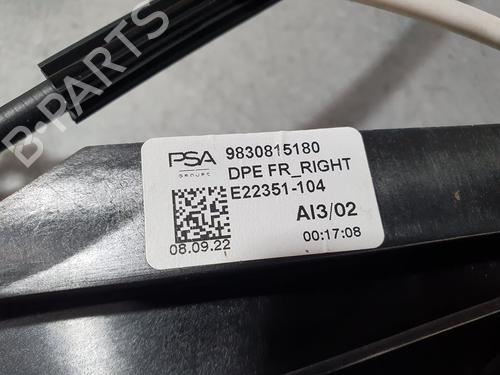 B-PARTS
PSA
GROUPE
9830815180
DPE FR_RIGHT
E22351-104
AI3/02
08.09.22
00:17:08